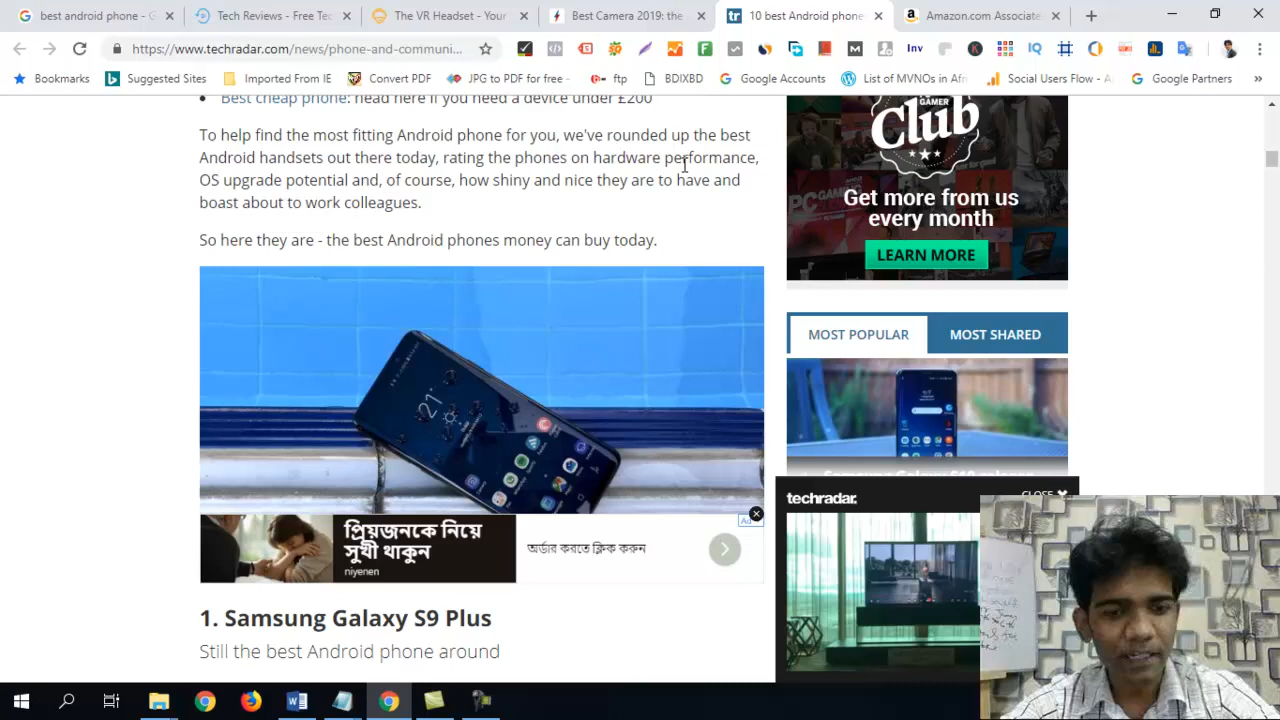 best android phone - Go
Tech Reviews - Free Tec
The VR Headset - Your
Best Camera 2019: the
10 best Android phone
Amazon.com Associate
https://www.techradar.com/news/phone-and-communi...
Inv
IQ
Bookmarks
Suggested Sites
Imported From IE
Convert PDF
JPG to PDF for free -
ftp
BDIXBD
Google Accounts
List of MVNOs in Afri
Social Users Flow - A
Google Partners
Best cheap phone: head here if you need a device under £200
To help find the most fitting Android phone for you, we've rounded up the best
Android handsets out there today, rating the phones on hardware performance,
OS upgrade potential and, of course, how shiny and nice they are to have and
boast about to work colleagues.
So here they are - the best Android phones money can buy today.
GAMER
Club
Get more from us
every month
LEARN MORE
MOST POPULAR
MOST SHARED
21°
techradar.
CLOSE
প্রিয়জনকে নিয়ে
সুখী থাকুন
niyenen
অর্ডার করতে ক্লিক করুন
1. Samsung Galaxy S9 Plus
Still the best Android phone around